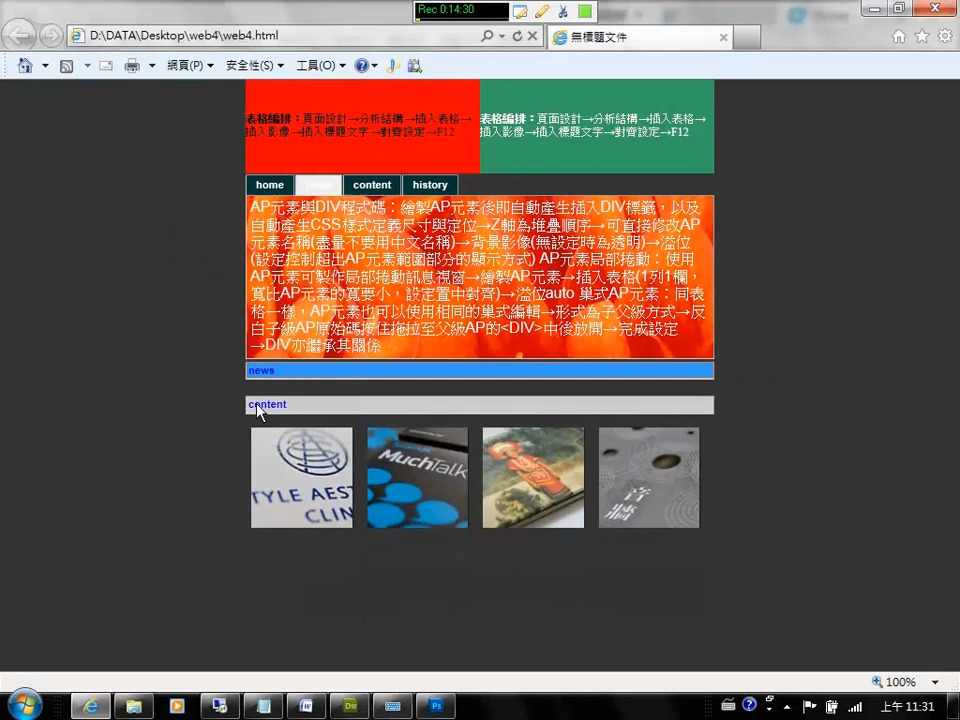 Rec 0:14:30
D:\DATA\Desktop\web4\web4.html
無標題文件
網頁(P)
安全性(S)
工具(O)
表格編排：頁面設計→分析結構→插入表格→
插入影像→插入標題文字→對齊設定→F12
表格編排：頁面設計→分析結構→插入表格→
插入影像→插入標題文字→對齊設定→F12
home
content
history
AP元素與DIV程式碼：繪製AP元素後即自動產生插入DIV標籤，以及
自動產生CSS樣式定義尺寸與定位→Z軸為堆疊順序→可直接修改AP
元素名稱(盡量不要用中文名稱)→背景影像(無設定時為透明)→溢位
(設定控制超出AP元素範圍部分的顯示方式) AP元素局部捲動：使用
AP元素可製作局部捲動訊息視窗→繪製AP元素→插入表格(1列1欄，
寬比AP元素的寬要小，設定置中對齊)→溢位auto 巢式AP元素：同表
格一樣，AP元素也可以使用相同的巢式編輯→形式為子父級方式→反
白子級AP原始碼按住拖拉至父級AP的<DIV>中後放開→完成設定
→DIV亦繼承其關係
news
content
TYLE AES
CLIN
MuchTalk
100%
上午 11:31